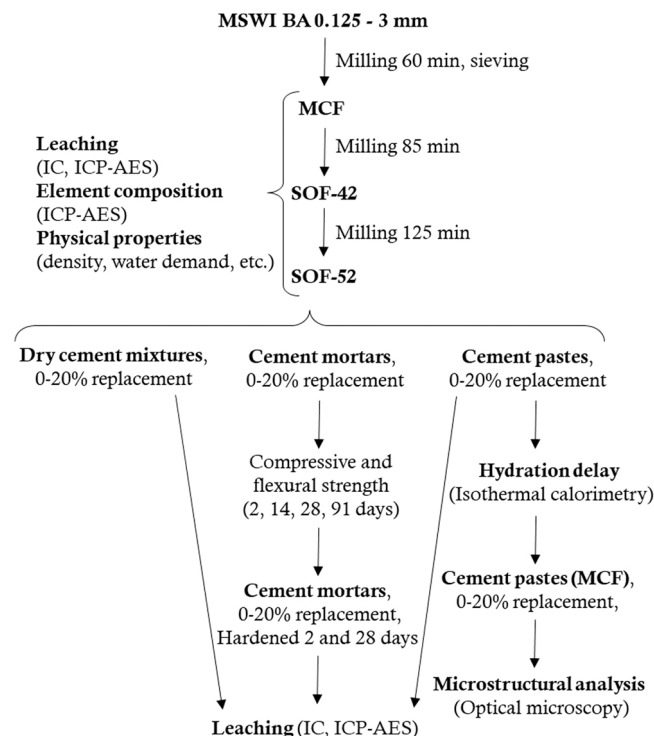 MSWI BA 0.125 - 3 mm
Milling 60 min, sieving
MCF
Milling 85 min
SOF-42
Milling 125 min
SOF-52
Leaching
(IC, ICP-AES)
Element composition
(ICP-AES)
Physical properties
(density, water demand, etc.)
Dry cement mixtures,
0-20% replacement
Cement mortars,
0-20% replacement
Compressive and
flexural strength
(2, 14, 28, 91 days)
Cement mortars,
0-20% replacement,
Hardened 2 and 28 days
Cement pastes,
0-20% replacement
Hydration delay
(Isothermal calorimetry)
Cement pastes (MCF),
0-20% replacement,
Microstructural analysis
(Optical microscopy)
Leaching (IC, ICP-AES)